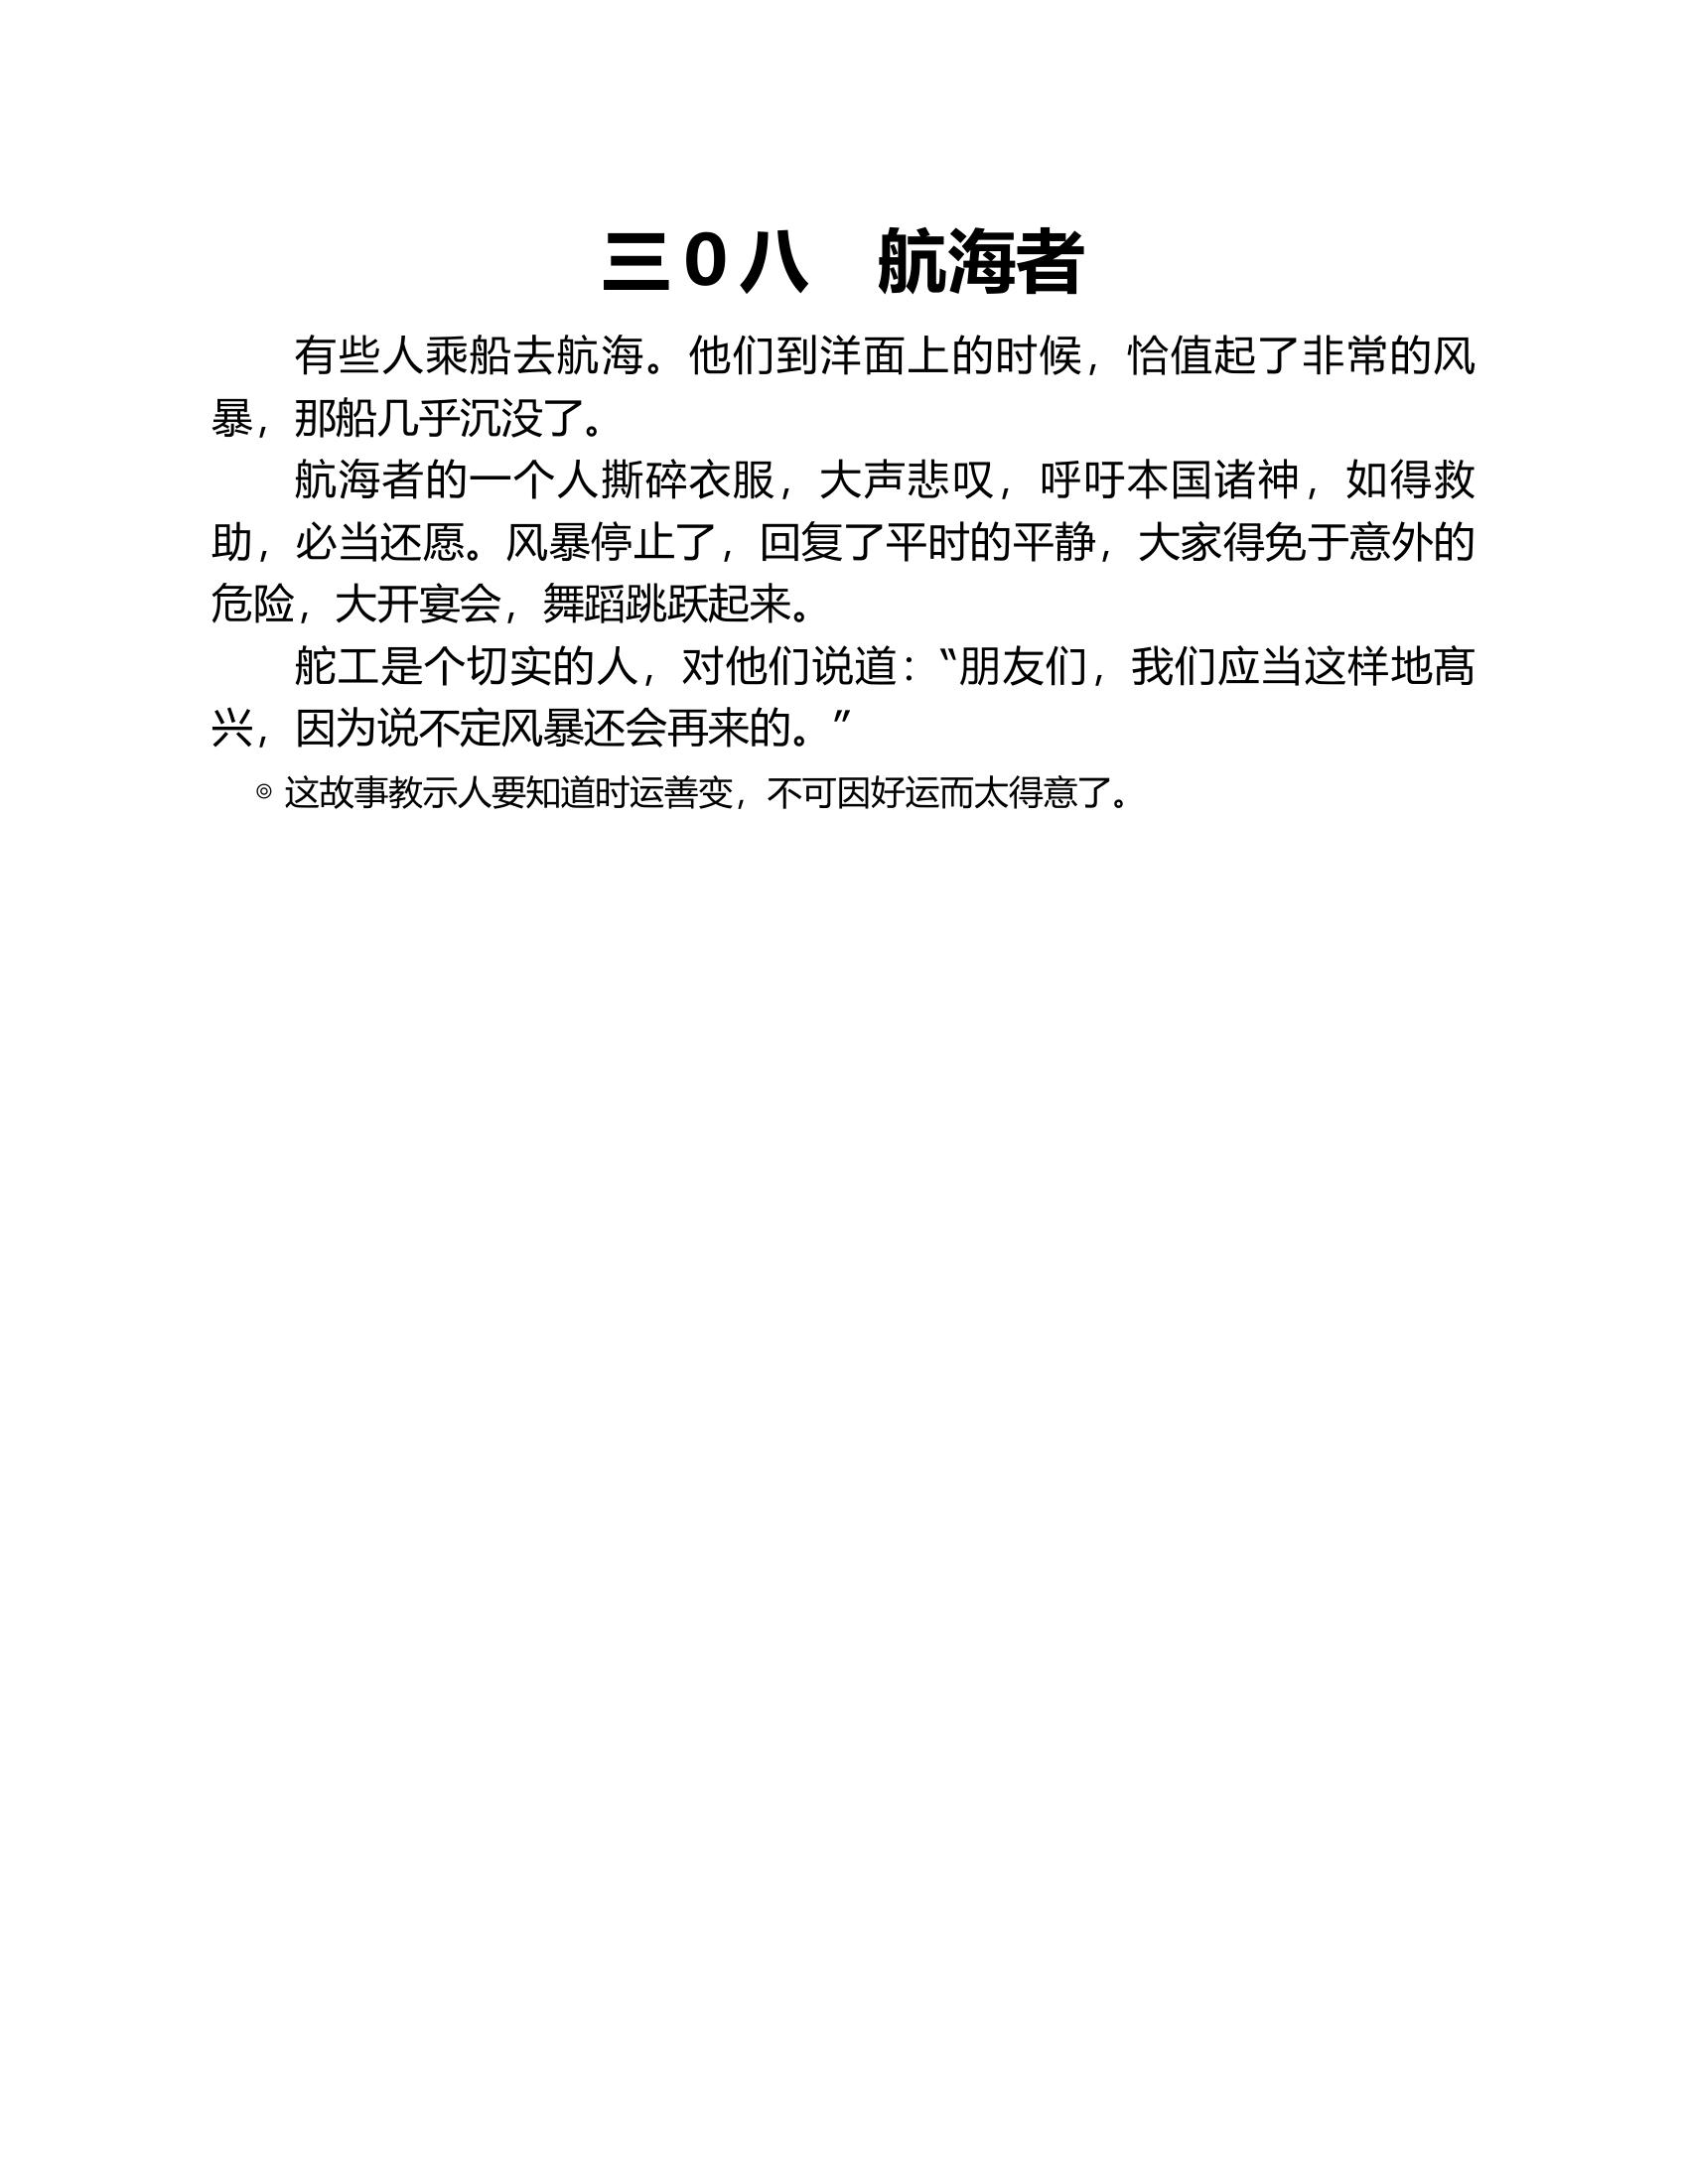 三0八　航海者
有些人乘船去航海。他们到洋面上的时候，恰值起了非常的风
暴，那船几乎沉没了。
航海者的一个人撕碎衣服，大声悲叹，呼吁本国诸神，如得救
助，必当还愿。风暴停止了，回复了平时的平静，大家得免于意外的
危险，大开宴会，舞蹈跳跃起来。
舵工是个切实的人，对他们说道：“朋友们，我们应当这样地髙
兴，因为说不定风暴还会再来的。”
◎ 这故事教示人要知道时运善变，不可因好运而太得意了。